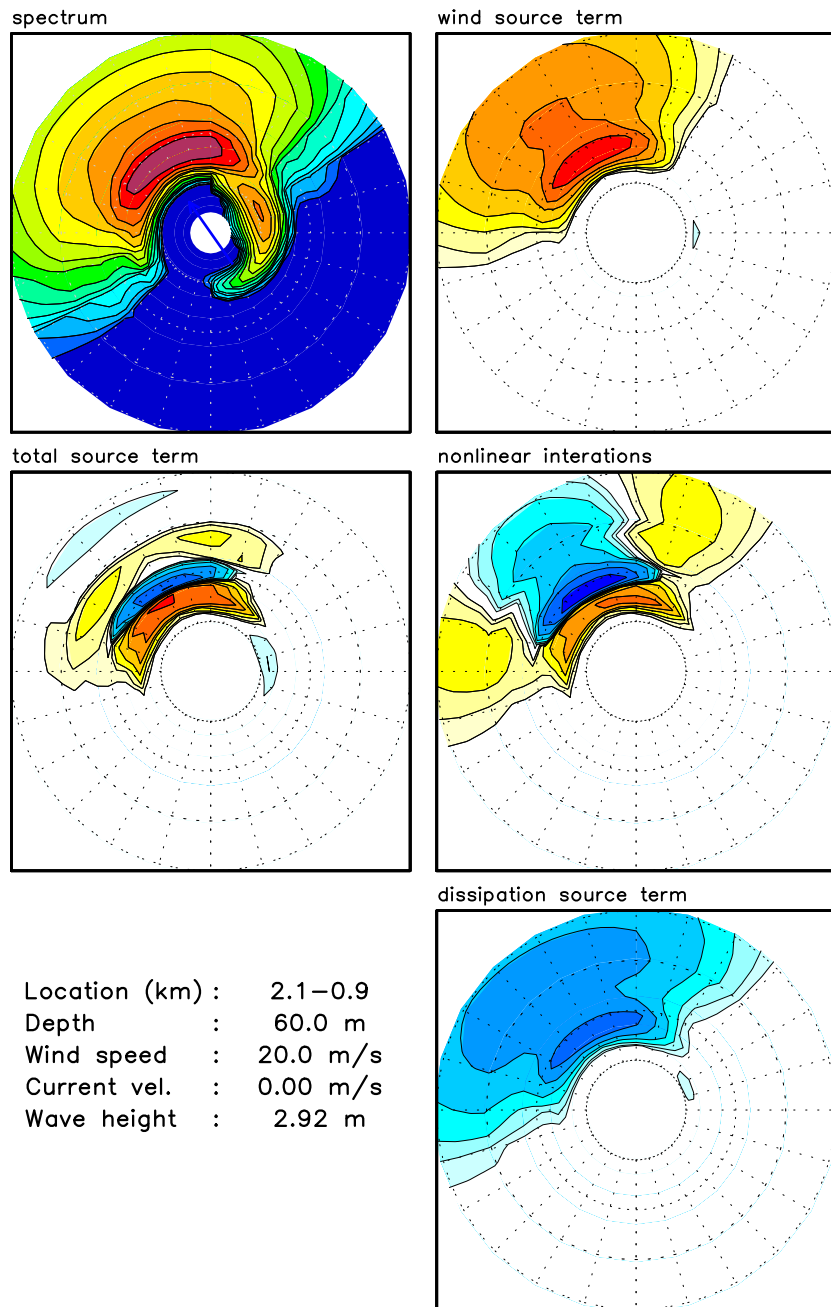 spectrum
wind source term
total source term
nonlinear interations
dissipation source term
Location (km) : 2.1-0.9
Depth : 60.0 m
Wind speed : 20.0 m/s
Current vel. : 0.00 m/s
Wave height : 2.92 m